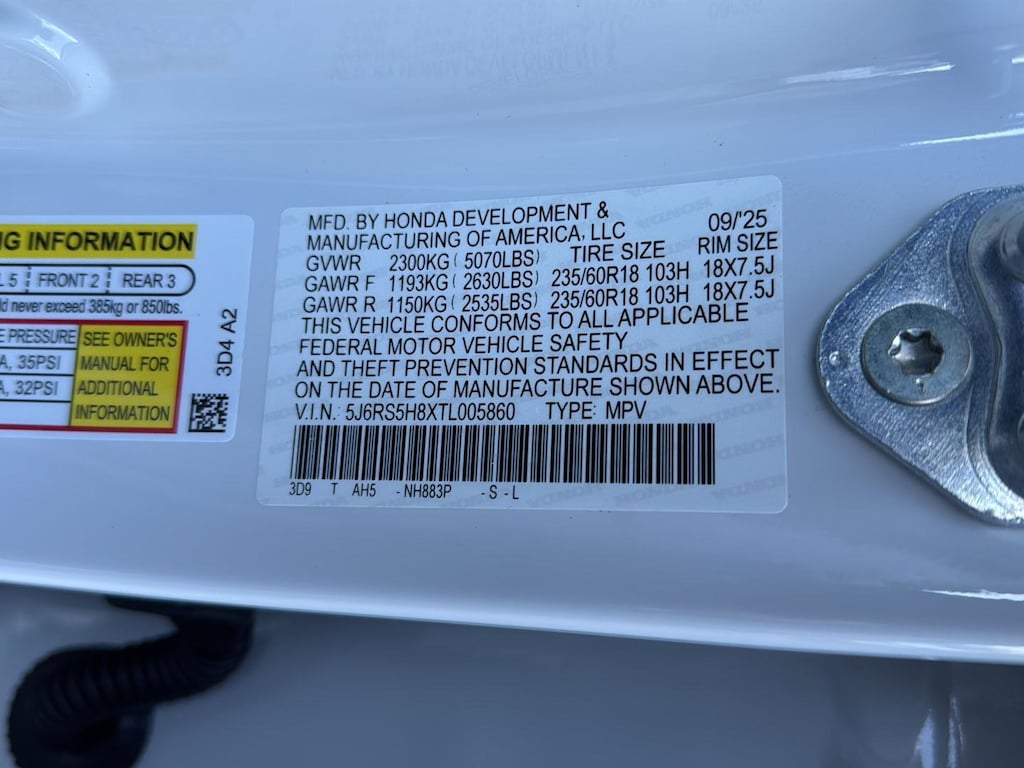 NG INFORMATION
L 5 FRONT 2 REAR 3
ld never exceed 385kg or 850lbs.
E PRESSURE SEE OWNER'S
A, 35PSI MANUAL FOR
A, 32PSI ADDITIONAL
INFORMATION
3D4 A2
MFD. BY HONDA DEVELOPMENT & 09/'25
MANUFACTURING OF AMERICA, LLC
GVWR 2300KG ( 5070LBS) TIRE SIZE RIM SIZE
GAWR F 1193KG ( 2630LBS) 235/60R18 103H 18X7.5J
GAWR R 1150KG ( 2535LBS) 235/60R18 103H 18X7.5J
THIS VEHICLE CONFORMS TO ALL APPLICABLE
FEDERAL MOTOR VEHICLE SAFETY
AND THEFT PREVENTION STANDARDS IN EFFECT
ON THE DATE OF MANUFACTURE SHOWN ABOVE.
V.I.N.: 5J6RS5H8XTL005860 TYPE: MPV
3D9 T AH5 -NH883P -S -L